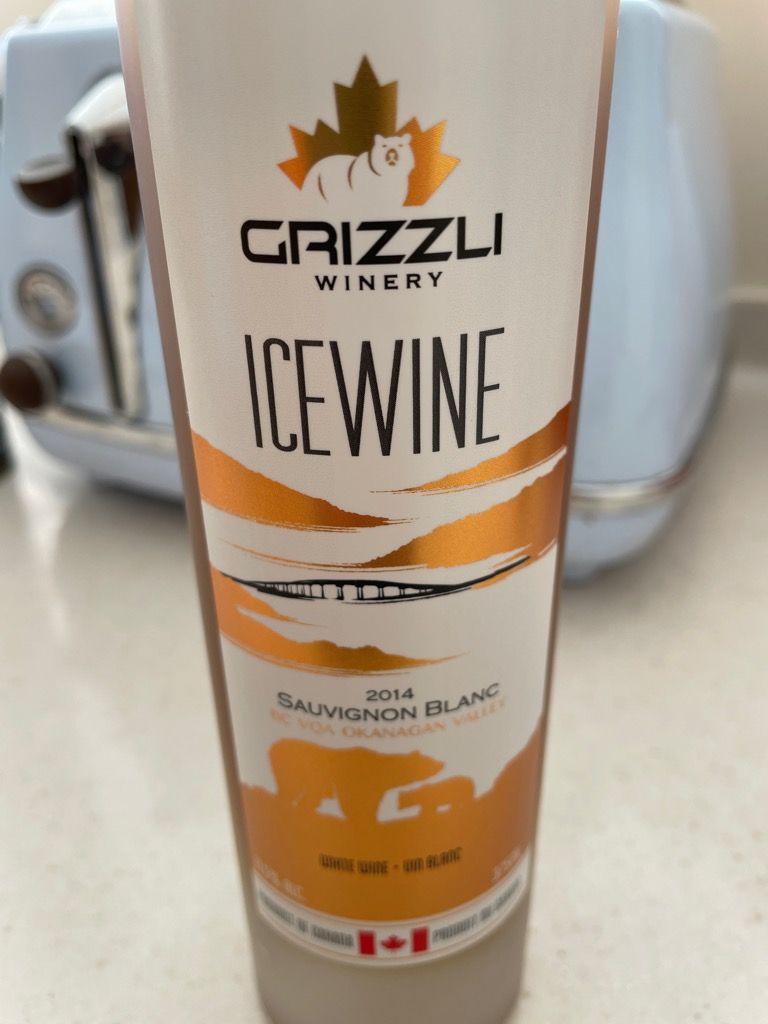 GRIZZLI
WINERY
ICEWINE
2014
SAUVIGNON BLANC
BC VQA OKANAGAN VALLEY
WHITE WINE • VIN BLANC
ALC
PRODUCT OF CANADA PRODUIT DU CANADA